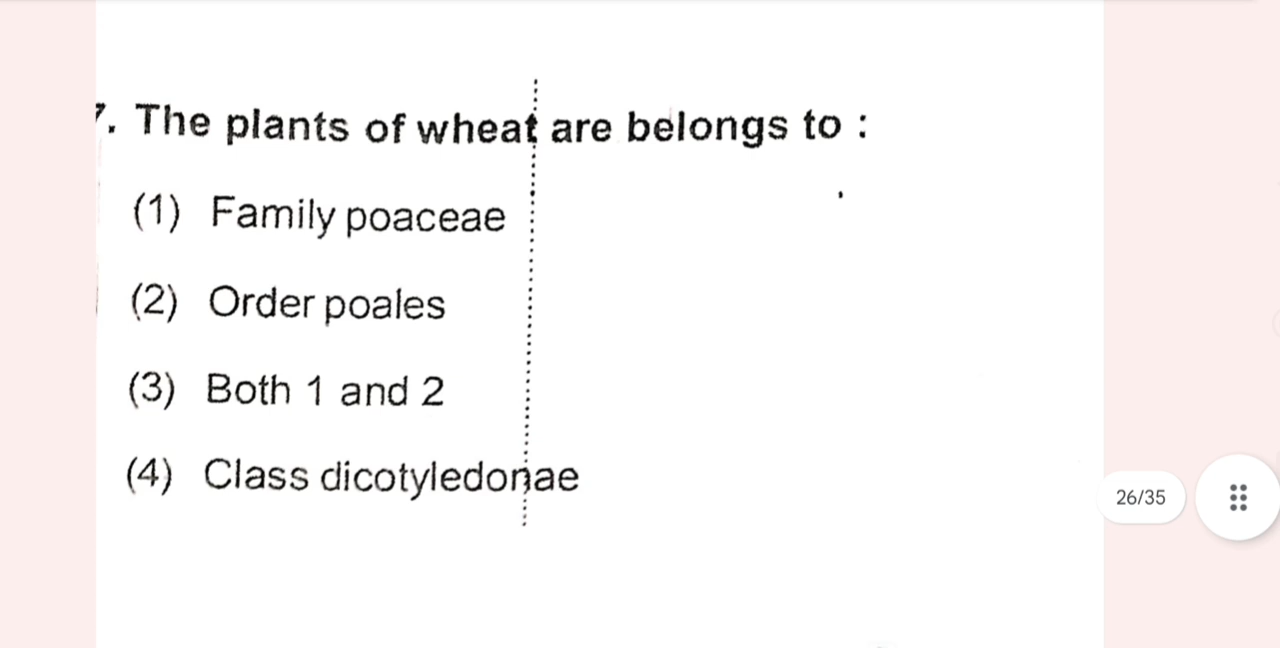 7. The plants of wheat are belongs to :
(1) Family poaceae
(2) Order poales
(3) Both 1 and 2
(4) Class dicotyledonae
26/35